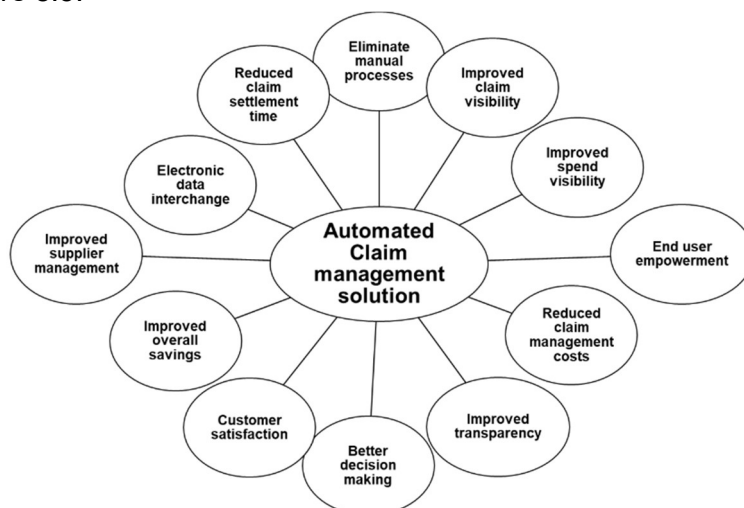 Eliminate
manual
processes
Reduced
claim
settlement
time
Improved
claim
visibility
Electronic
data
interchange
Improved
spend
visibility
Improved
supplier
management
Automated
Claim
management
solution
End user
empowerment
Improved
overall
savings
Reduced
claim
management
costs
Customer
satisfaction
Better
decision
making
Improved
transparency